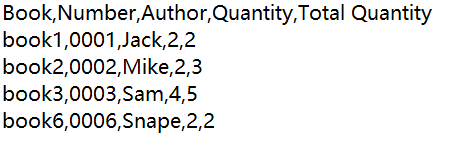 Book,Number,Author,Quantity,Total Quantity
book1,0001,Jack,2,2
book2,0002,Mike,2,3
book3,0003,Sam,4,5
book6,0006,Snape,2,2